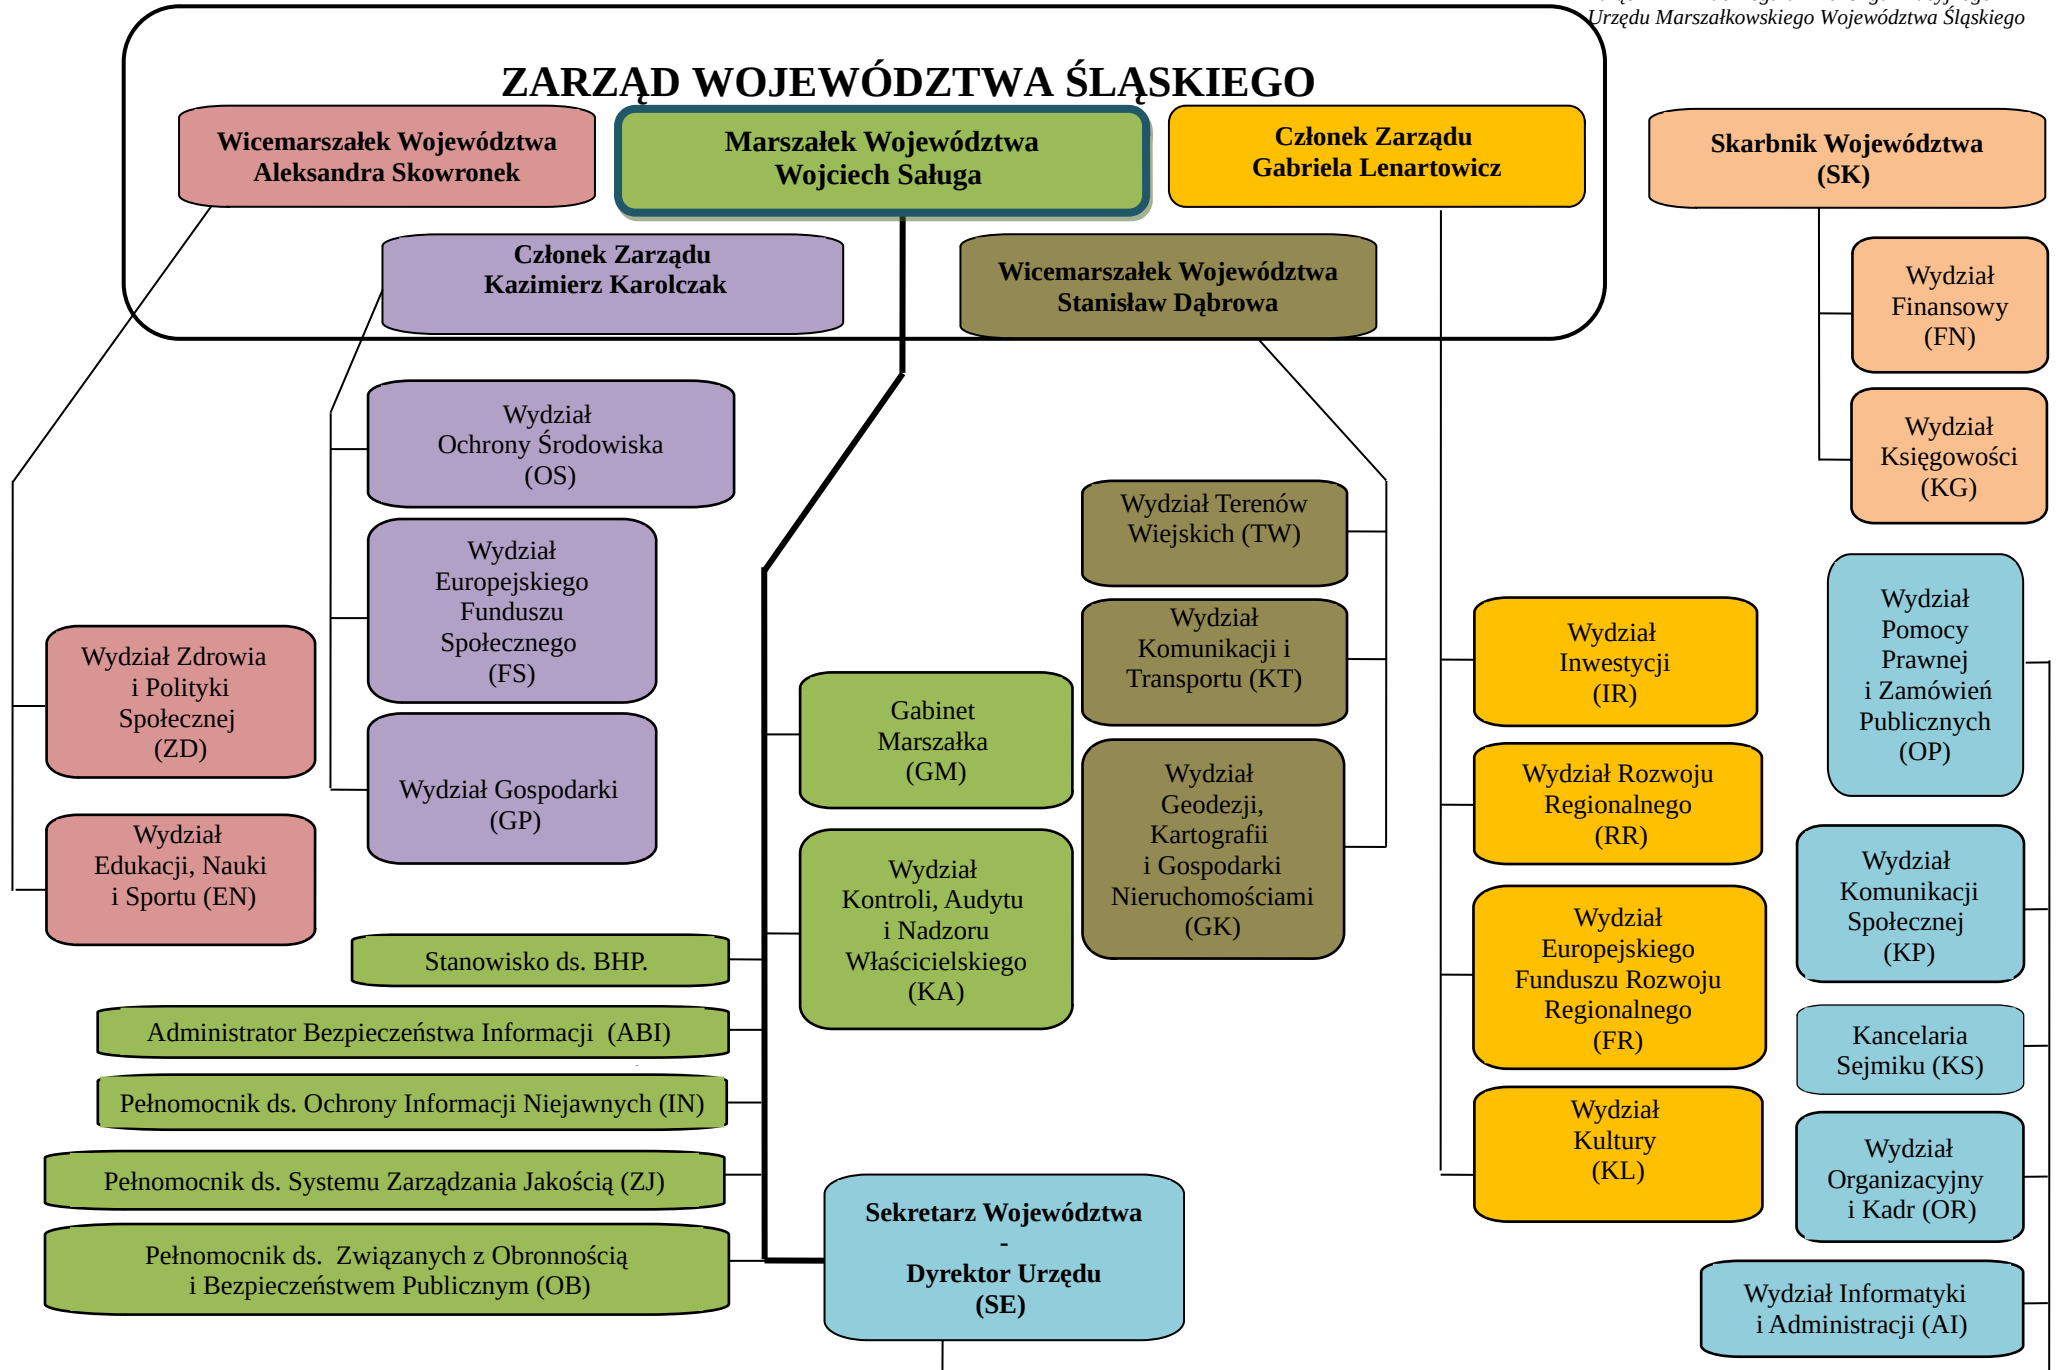 Urzędu Marszałkowskiego Województwa Śląskiego
ZARZĄD WOJEWÓDZTWA ŚLĄSKIEGO
Wicemarszałek Województwa
Aleksandra Skowronek
Marszałek Województwa
Wojciech Saługa
Członek Zarządu
Gabriela Lenartowicz
Skarbnik Województwa
(SK)
Członek Zarządu
Kazimierz Karolczak
Wicemarszałek Województwa
Stanisław Dąbrowa
Wydział
Finansowy
(FN)
Wydział
Księgowości
(KG)
Wydział
Ochrony Środowiska
(OS)
Wydział
Europejskiego
Funduszu
Społecznego
(FS)
Wydział Gospodarki
(GP)
Wydział Zdrowia
i Polityki
Społecznej
(ZD)
Wydział
Edukacji, Nauki
i Sportu (EN)
Wydział Terenów
Wiejskich (TW)
Wydział
Komunikacji i
Transportu (KT)
Wydział
Geodezji,
Kartografii
i Gospodarki
Nieruchomościami
(GK)
Gabinet
Marszałka
(GM)
Wydział
Kontroli, Audytu
i Nadzoru
Właścicielskiego
(KA)
Wydział
Inwestycji
(IR)
Wydział Rozwoju
Regionalnego
(RR)
Wydział
Europejskiego
Funduszu Rozwoju
Regionalnego
(FR)
Wydział
Kultury
(KL)
Wydział
Pomocy
Prawnej
i Zamówień
Publicznych
(OP)
Wydział
Komunikacji
Społecznej
(KP)
Kancelaria
Sejmiku (KS)
Wydział
Organizacyjny
i Kadr (OR)
Wydział Informatyki
i Administracji (AI)
Stanowisko ds. BHP.
Administrator Bezpieczeństwa Informacji (ABI)
Pełnomocnik ds. Ochrony Informacji Niejawnych (IN)
Pełnomocnik ds. Systemu Zarządzania Jakością (ZJ)
Pełnomocnik ds. Związanych z Obronnością
i Bezpieczeństwem Publicznym (OB)
Sekretarz Województwa
-
Dyrektor Urzędu
(SE)